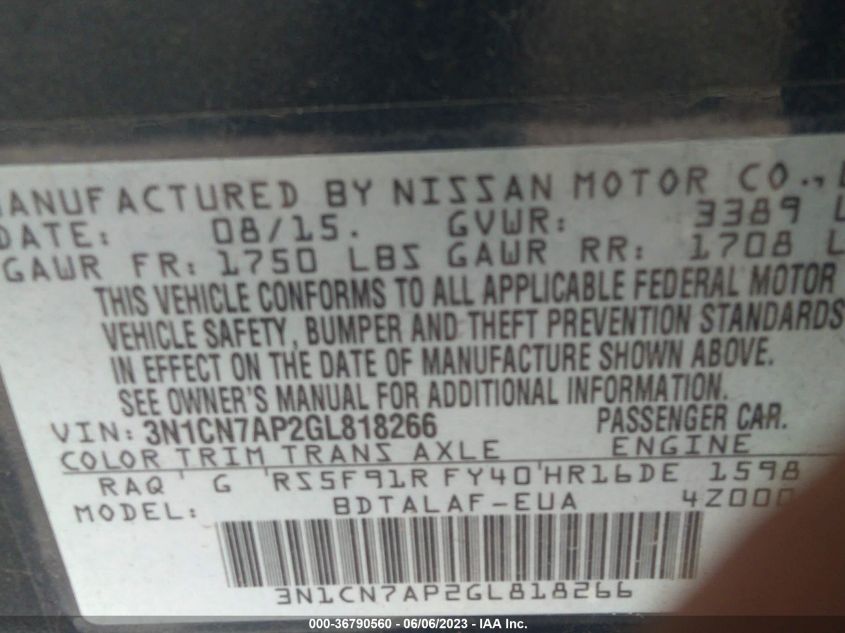 MANUFACTURED BY NISSAN MOTOR CO.,
DATE: 08/15. GVWR: 3389
GAWR FR: 1750 LBS GAWR RR: 1708
THIS VEHICLE CONFORMS TO ALL APPLICABLE FEDERAL MOTOR
VEHICLE SAFETY, BUMPER AND THEFT PREVENTION STANDARDS
IN EFFECT ON THE DATE OF MANUFACTURE SHOWN ABOVE.
SEE OWNER'S MANUAL FOR ADDITIONAL INFORMATION.
VIN: 3N1CN7AP2GL818266 PASSENGER CAR.
COLOR TRIM TRANS AXLE ENGINE
RAQ G RS5F91R FY40 HR16DE 1598
MODEL: BDTALAF-EUA 4Z000
3N1CN7AP2GL818266
000-36790560 - 06/06/2023 - IAA Inc.